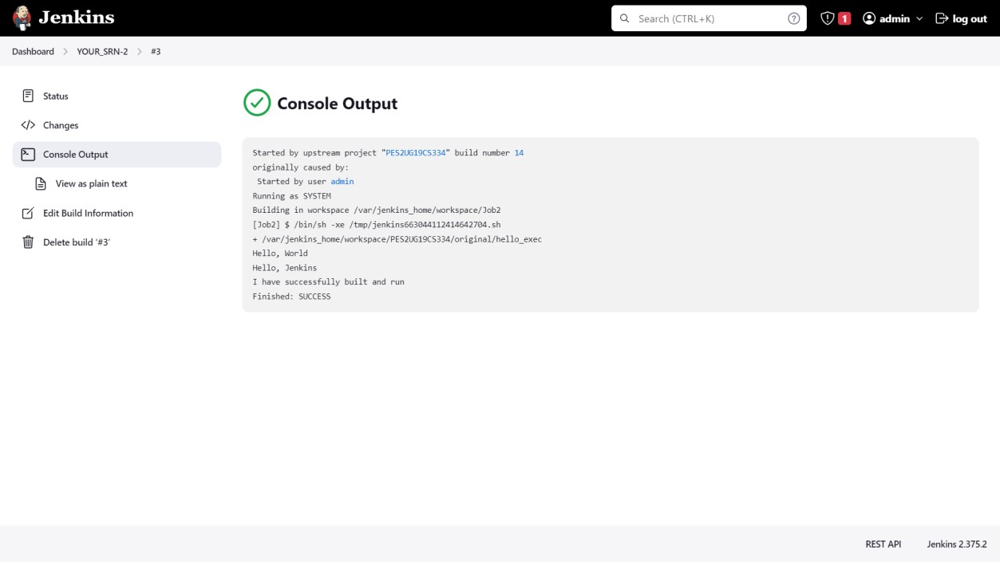 Jenkins
Search (CTRL+K)
1
admin
log out
Dashboard > YOUR_SRN-2 > #3
Status
Changes
Console Output
View as plain text
Edit Build Information
Delete build '#3'
Console Output
Started by upstream project "PES2UG19CS334" build number 14
originally caused by:
Started by user admin
Running as SYSTEM
Building in workspace /var/jenkins_home/workspace/Job2
[Job2] $ /bin/sh -xe /tmp/jenkins663044112414642704.sh
+ /var/jenkins_home/workspace/PES2UG19CS334/original/hello_exec
Hello, World
Hello, Jenkins
I have successfully built and run
Finished: SUCCESS
REST API
Jenkins 2.375.2